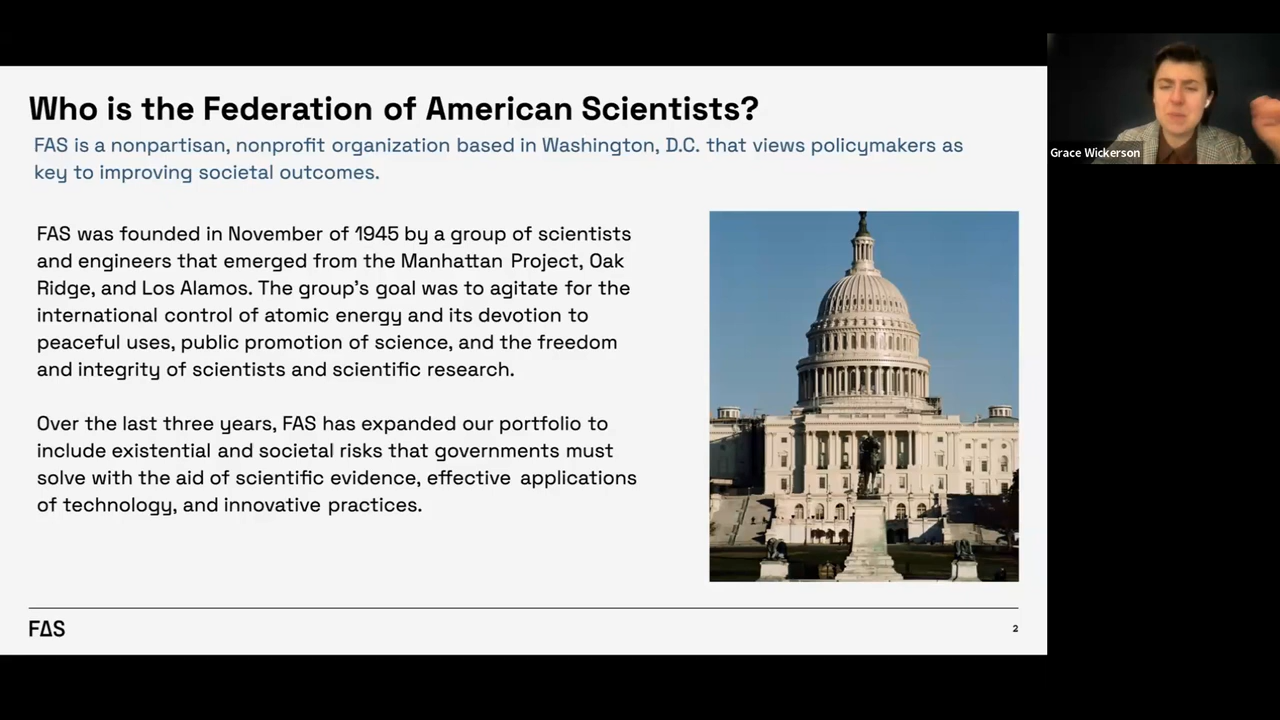 Who is the Federation of American Scientists?
FAS is a nonpartisan, nonprofit organization based in Washington, D.C. that views policymakers as
key to improving societal outcomes.
FAS was founded in November of 1945 by a group of scientists
and engineers that emerged from the Manhattan Project, Oak
Ridge, and Los Alamos. The group's goal was to agitate for the
international control of atomic energy and its devotion to
peaceful uses, public promotion of science, and the freedom
and integrity of scientists and scientific research.
Over the last three years, FAS has expanded our portfolio to
include existential and societal risks that governments must
solve with the aid of scientific evidence, effective applications
of technology, and innovative practices.
FAS
2
Grace Wickerson